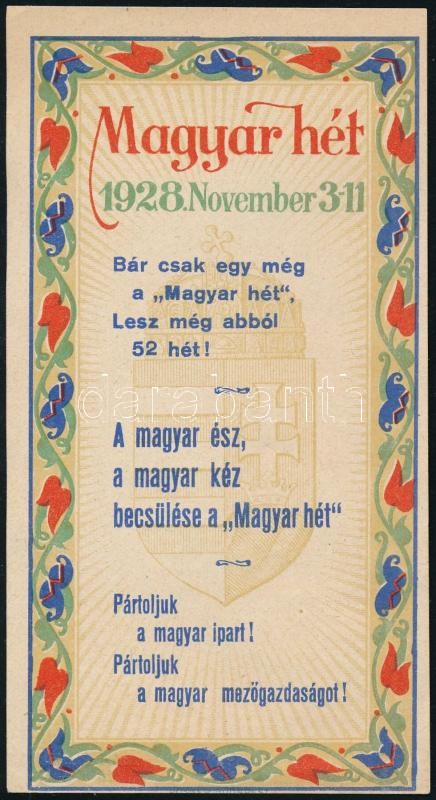 Magyar hét
1928. November 3-11
Bár csak egy még
a „Magyar hét",
Lesz még abból
52 hét!
A magyar ész,
a magyar kéz
becsülése a „Magyar hét"
Pártoljuk
a magyar ipart!
Pártoljuk
a magyar mezőgazdaságot!
darabanth